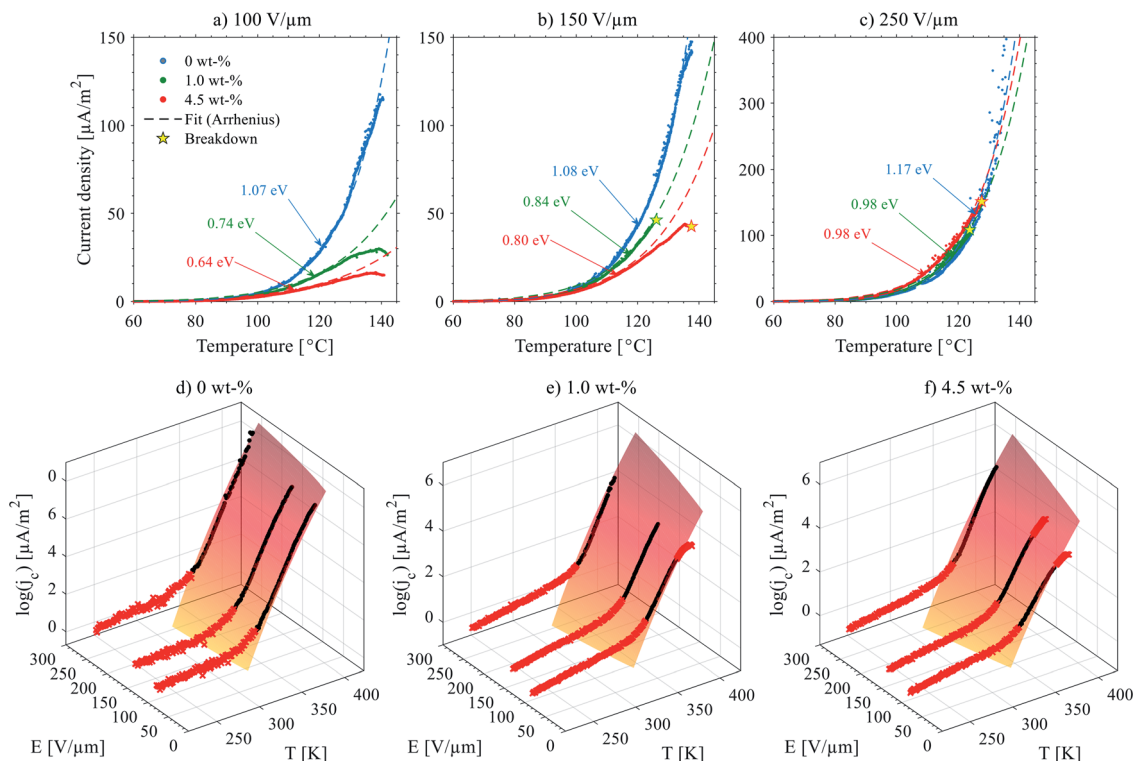 a) 100 V/µm
b) 150 V/µm
c) 250 V/µm
Current density [µA/m²]
150
100
50
0
0 wt-%
1.0 wt-%
4.5 wt-%
Fit (Arrhenius)
Breakdown
1.07 eV
0.74 eV
0.64 eV
60 80 100 120 140
Temperature [°C]
150
100
50
0
1.08 eV
0.84 eV
0.80 eV
60 80 100 120 140
Temperature [°C]
400
300
200
100
0
1.17 eV
0.98 eV
0.98 eV
60 80 100 120 140
Temperature [°C]
d) 0 wt-%
e) 1.0 wt-%
f) 4.5 wt-%
log(j_c) [µA/m²]
0
6
4
2
0
300
250
200
150
100
50
0
E [V/µm]
250
300
350
400
T [K]
log(j_c) [µA/m²]
6
4
2
0
300
250
200
150
100
50
0
E [V/µm]
250
300
350
400
T [K]
log(j_c) [µA/m²]
6
4
2
0
300
250
200
150
100
50
0
E [V/µm]
250
300
350
400
T [K]